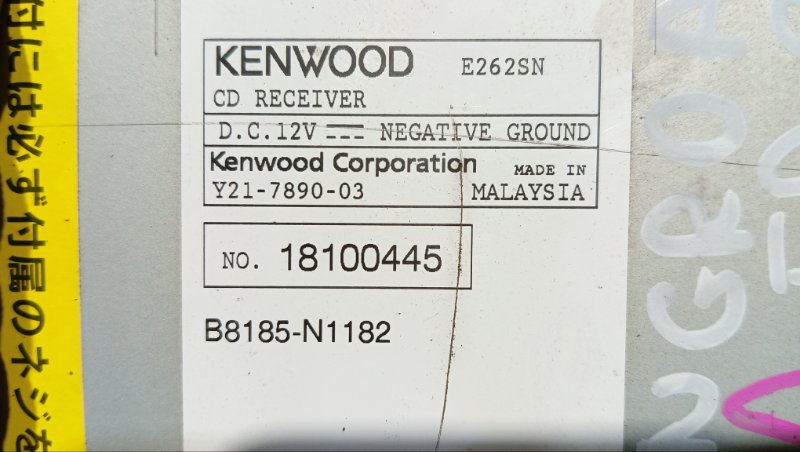 KENWOOD E262SN
CD RECEIVER
D.C.12V ⎓ NEGATIVE GROUND
Kenwood Corporation MADE IN
Y21-7890-03 MALAYSIA
NO. 18100445
B8185-N1182
付には必ず付属のネジを
NGROA